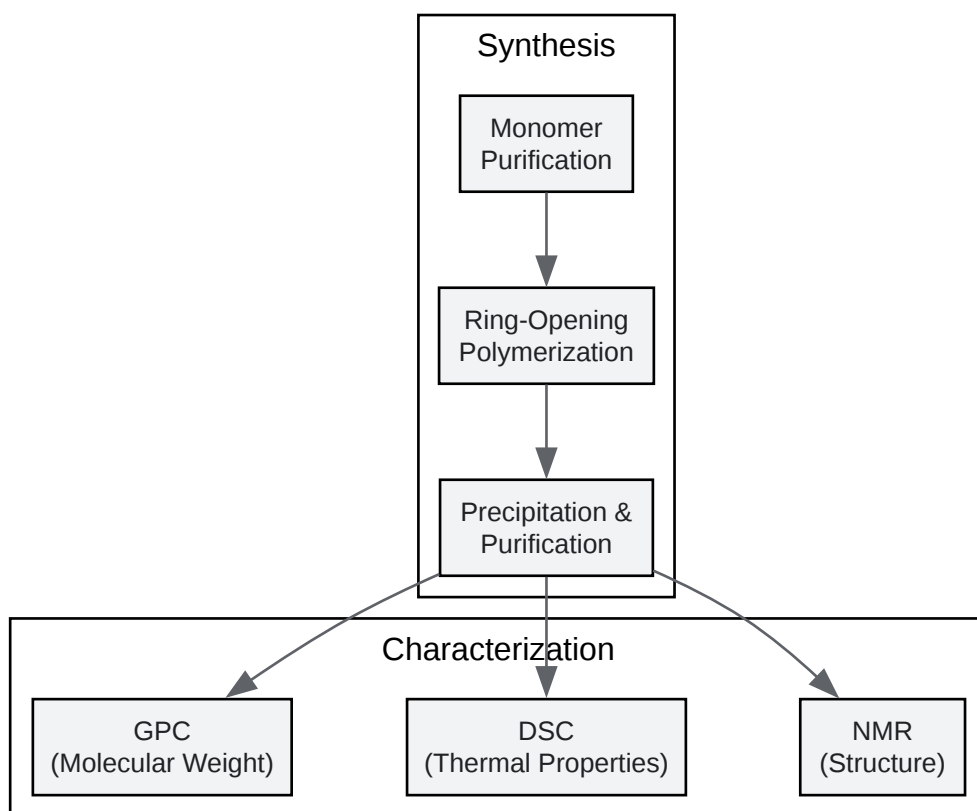 Synthesis
Monomer
Purification
Ring-Opening
Polymerization
Precipitation &
Purification
Characterization
GPC
(Molecular Weight)
DSC
(Thermal Properties)
NMR
(Structure)